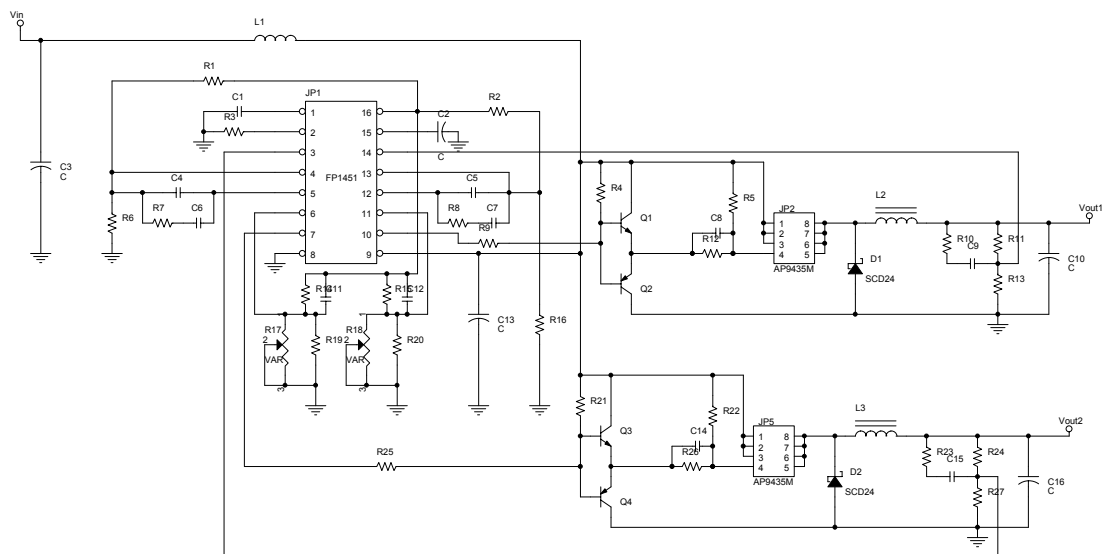 Vin
L1
R1
JP1
C1
R3
1
2
3
4
5
6
7
8
16
15
14
13
12
11
10
9
FP1451
R2
C2
C
C3
C
C4
R7
C6
R6
C5
R8
C7
R9
R4
Q1
Q2
R5
C8
R12
JP2
1
2
3
4
8
7
6
5
AP9435M
D1
SCD24
L2
R10
C9
R11
R13
C10
C
Vout1
R14
C11
R15
C12
R17
2
VAR
1
3
R19
R18
2
VAR
1
3
R20
C13
C
R16
R21
Q3
Q4
R22
C14
R26
JP5
1
2
3
4
8
7
6
5
AP9435M
D2
SCD24
L3
R23
C15
R24
R27
C16
C
Vout2
R25